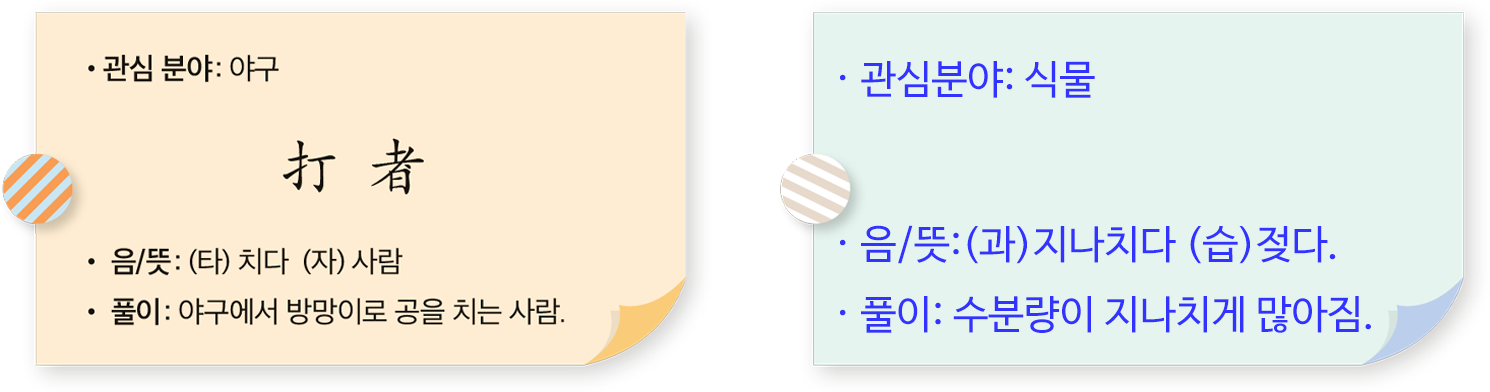 • 관심 분야: 야구
打 者
• 음/뜻: (타) 치다 (자) 사람
• 풀이: 야구에서 방망이로 공을 치는 사람.
· 관심분야: 식물
· 음/뜻:(과)지나치다 (습)젖다.
· 풀이: 수분량이 지나치게 많아짐.